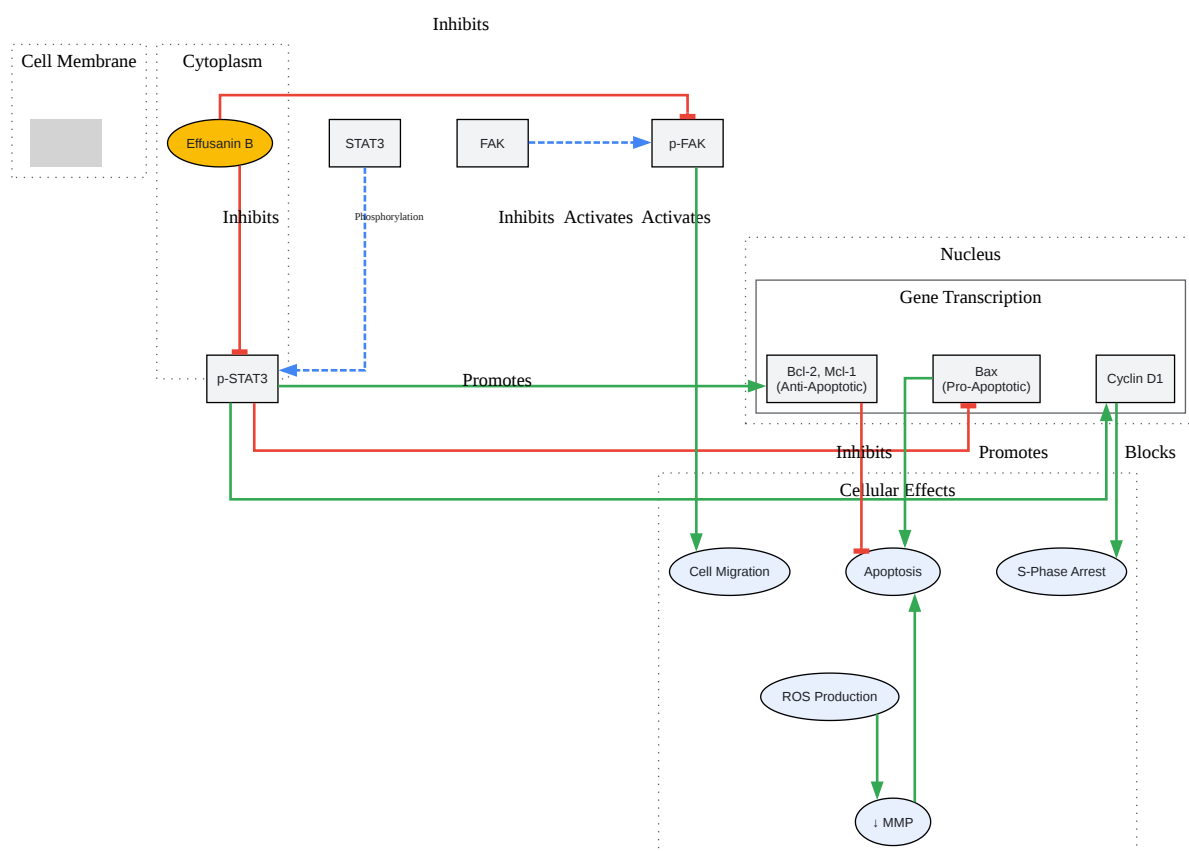 Inhibits
Cell Membrane
Cytoplasm
Effusanin B
STAT3
FAK
p-FAK
Inhibits
Phosphorylation
Inhibits
Activates
Activates
Nucleus
Gene Transcription
p-STAT3
Promotes
Bcl-2, Mcl-1
(Anti-Apoptotic)
Bax
(Pro-Apoptotic)
Cyclin D1
Inhibits
Promotes
Blocks
Cellular Effects
Cell Migration
Apoptosis
S-Phase Arrest
ROS Production
↓ MMP